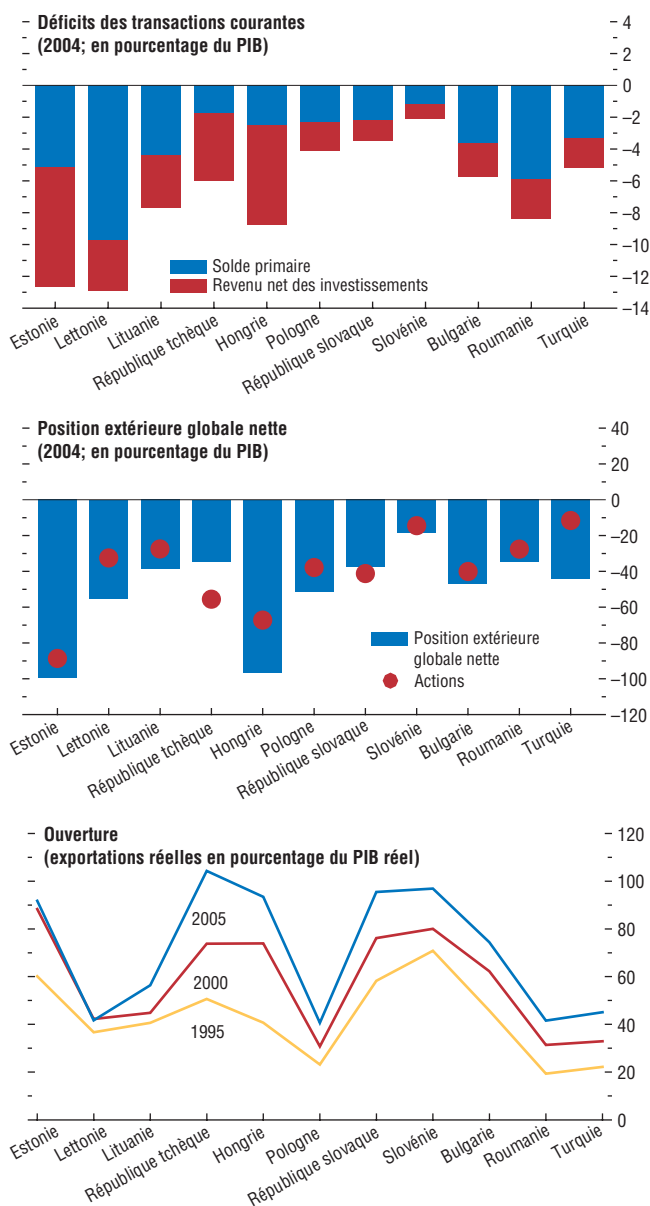 Déficits des transactions courantes
(2004; en pourcentage du PIB)
4
2
0
–2
–4
–6
–8
–10
–12
–14
Solde primaire
Revenu net des investissements
Estonie
Lettonie
Lituanie
République tchèque
Hongrie
Pologne
République slovaque
Slovénie
Bulgarie
Roumanie
Turquie
Position extérieure globale nette
(2004; en pourcentage du PIB)
40
20
0
–20
–40
–60
–80
–100
–120
Position extérieure
globale nette
Actions
Estonie
Lettonie
Lituanie
République tchèque
Hongrie
Pologne
République slovaque
Slovénie
Bulgarie
Roumanie
Turquie
Ouverture
(exportations réelles en pourcentage du PIB réel)
120
100
80
60
40
20
0
2005
2000
1995
Estonie
Lettonie
Lituanie
République tchèque
Hongrie
Pologne
République slovaque
Slovénie
Bulgarie
Roumanie
Turquie